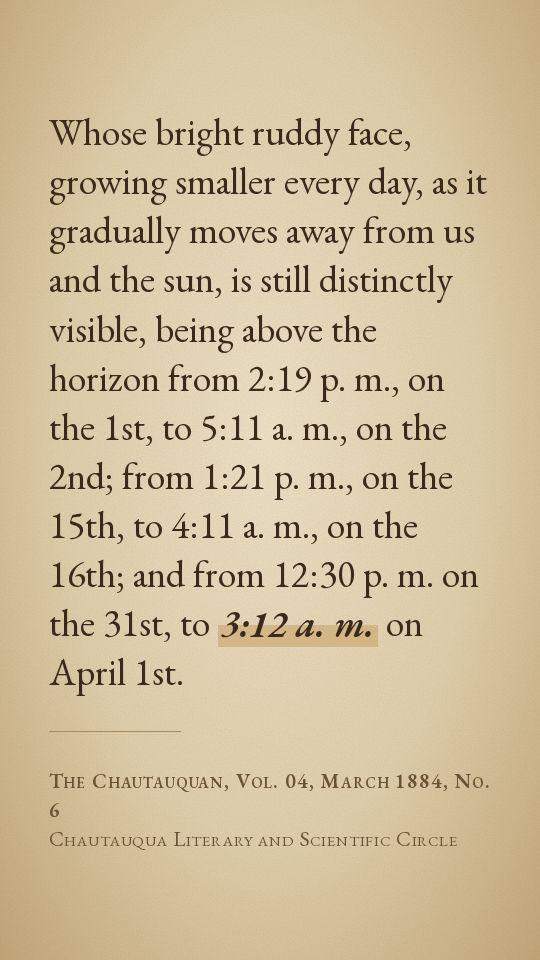 Whose bright ruddy face,
growing smaller every day, as it
gradually moves away from us
and the sun, is still distinctly
visible, being above the
horizon from 2:19 p. m., on
the 1st, to 5:11 a. m., on the
2nd; from 1:21 p. m., on the
15th, to 4:11 a. m., on the
16th; and from 12:30 p. m. on
the 31st, to 3:12 a. m. on
April 1st.
The Chautauquan, Vol. 04, March 1884, No.
6
Chautauqua Literary and Scientific Circle